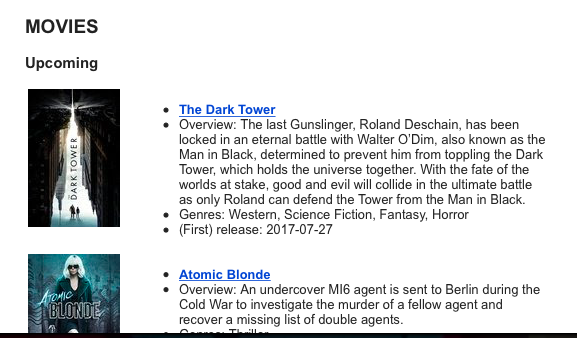 MOVIES
Upcoming
DARK TOWER
The Dark Tower
Overview: The last Gunslinger, Roland Deschain, has been
locked in an eternal battle with Walter O'Dim, also known as the
Man in Black, determined to prevent him from toppling the Dark
Tower, which holds the universe together. With the fate of the
worlds at stake, good and evil will collide in the ultimate battle
as only Roland can defend the Tower from the Man in Black.
Genres: Western, Science Fiction, Fantasy, Horror
(First) release: 2017-07-27
ATOMIC
BLONDE
Atomic Blonde
Overview: An undercover MI6 agent is sent to Berlin during the
Cold War to investigate the murder of a fellow agent and
recover a missing list of double agents.
Genres: Thriller